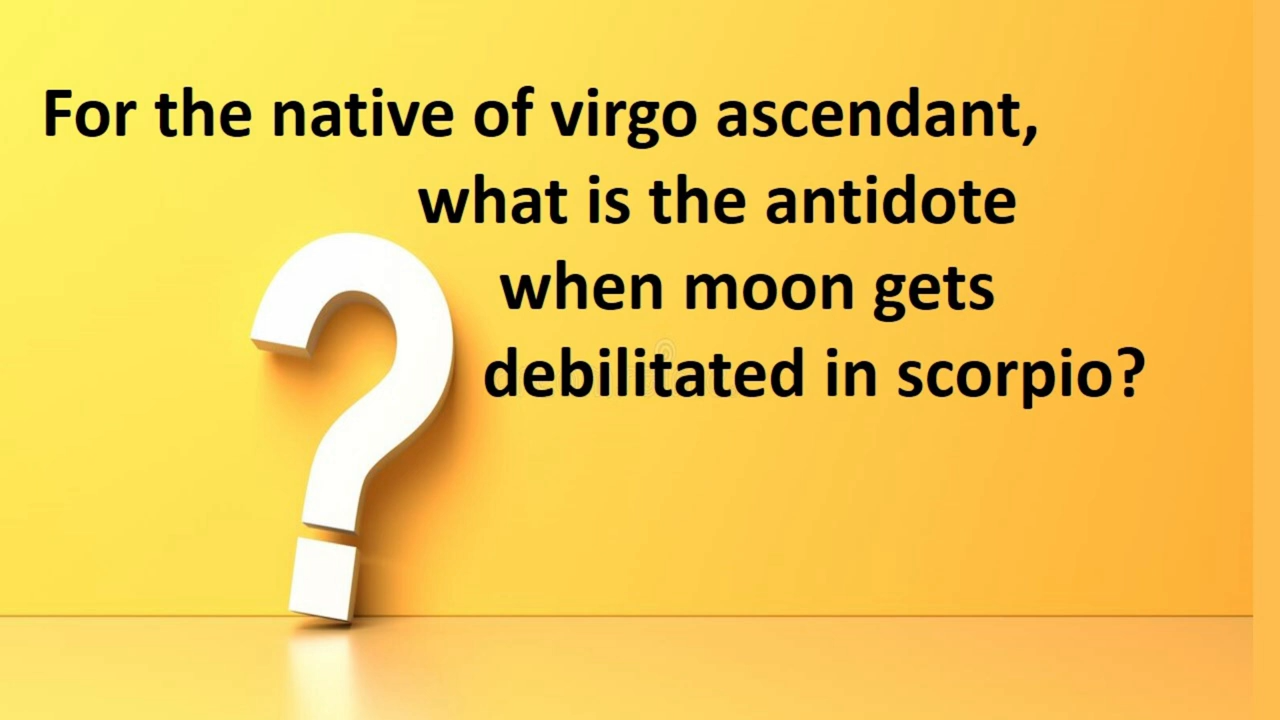 For the native of virgo ascendant,
what is the antidote
when moon gets
debilitated in scorpio?